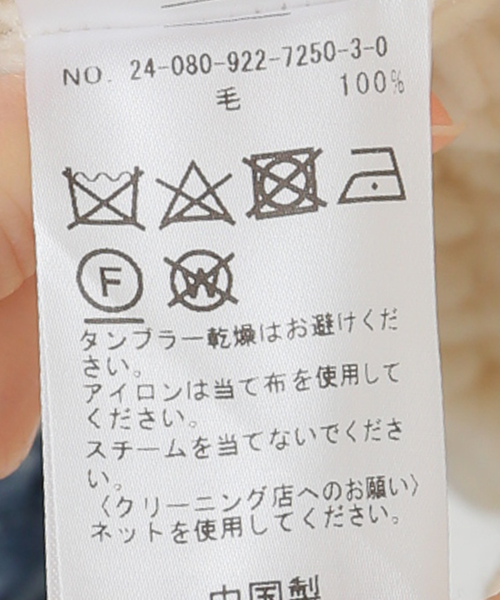 NO. 24-080-922-7250-3-0
毛 100%
F W
タンブラー乾燥はお避けくだ
さい。
アイロンは当て布を使用して
ください。
スチームを当てないでくださ
い。
〈クリーニング店へのお願い〉
ネットを使用してください。
中国製